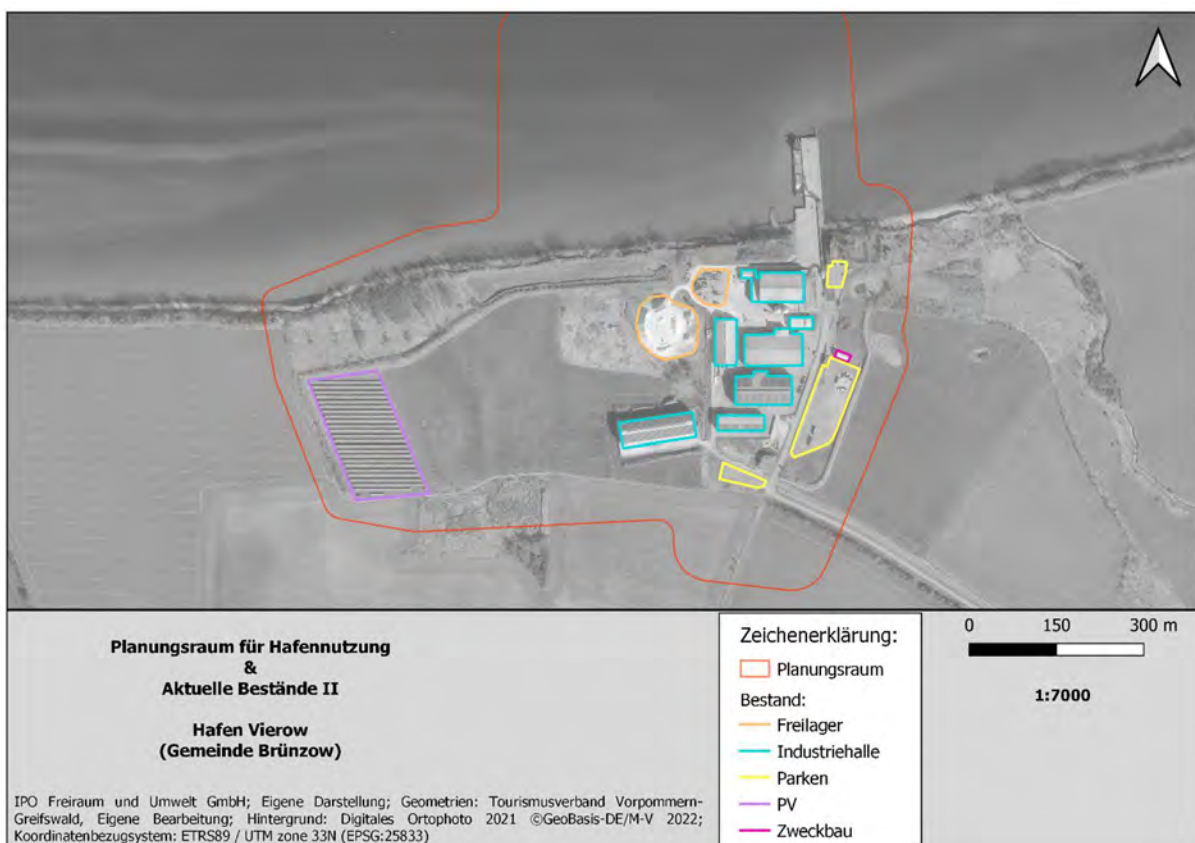 Planungsraum für Hafennutzung
&
Aktuelle Bestände II
Hafen Vierow
(Gemeinde Brünzow)
IPO Freiraum und Umwelt GmbH; Eigene Darstellung; Geometrien: Tourismusverband Vorpommern-
Greifswald, Eigene Bearbeitung; Hintergrund: Digitales Ortophoto 2021 ©GeoBasis-DE/M-V 2022;
Koordinatenbezugsystem: ETRS89 / UTM zone 33N (EPSG:25833)
Zeichenerklärung:
Planungsraum
Bestand:
Freilager
Industriehalle
Parken
PV
Zweckbau
0 150 300 m
1:7000